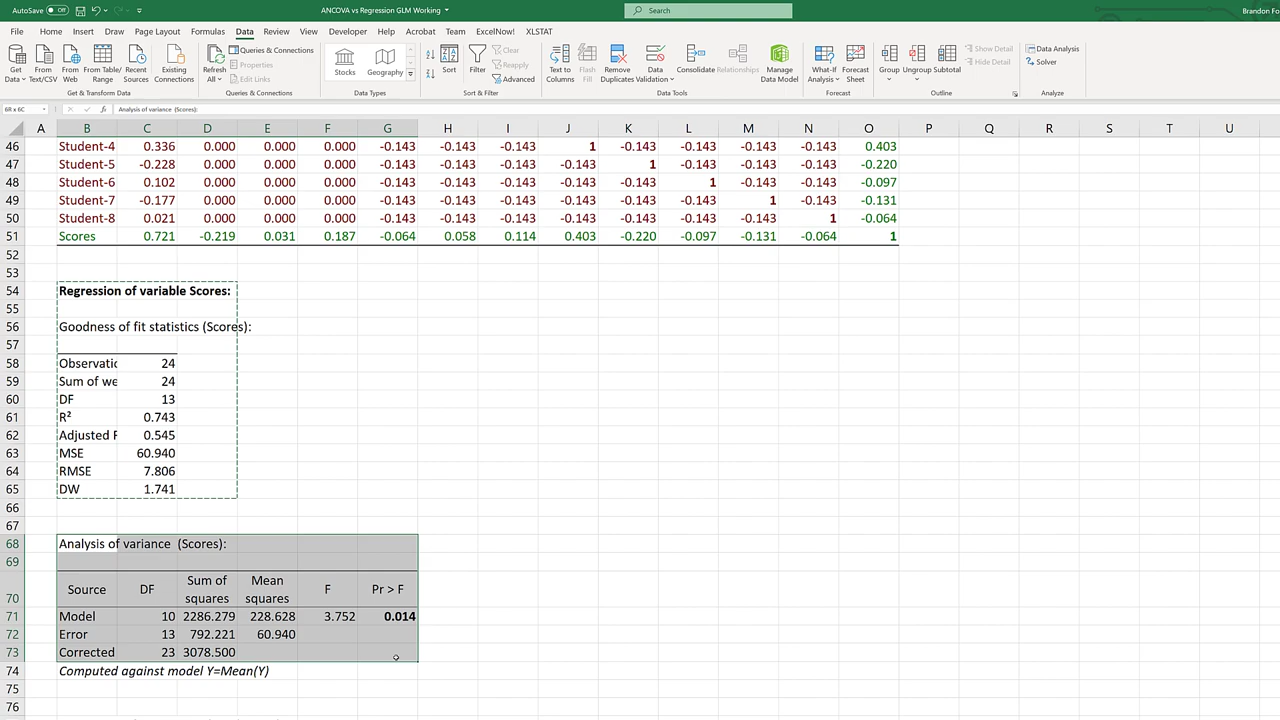 AutoSave Off ANCOVA vs Regression GLM Working Search Brandon Fo
File Home Insert Draw Page Layout Formulas Data Review View Developer Help Acrobat Team ExcelNow! XLSTAT
Get Data From Text/CSV From Web From Table/ Range Recent Sources Existing Connections Refresh All Queries & Connections Properties Edit Links Stocks Geography Sort Filter Clear Reapply Advanced Text to Columns Flash Fill Remove Duplicates Data Validation Consolidate Relationships Manage Data Model What-If Analysis Forecast Sheet Group Ungroup Subtotal Show Detail Hide Detail Data Analysis Solver
Get & Transform Data Queries & Connections Data Types Sort & Filter Data Tools Forecast Outline Analyze
6R x 6C fx Analysis of variance (Scores):
A B C D E F G H I J K L M N O P Q R S T U
46 Student-4 0.336 0.000 0.000 0.000 -0.143 -0.143 -0.143 1 -0.143 -0.143 -0.143 -0.143 0.403
47 Student-5 -0.228 0.000 0.000 0.000 -0.143 -0.143 -0.143 -0.143 1 -0.143 -0.143 -0.143 -0.220
48 Student-6 0.102 0.000 0.000 0.000 -0.143 -0.143 -0.143 -0.143 -0.143 1 -0.143 -0.143 -0.097
49 Student-7 -0.177 0.000 0.000 0.000 -0.143 -0.143 -0.143 -0.143 -0.143 -0.143 1 -0.143 -0.131
50 Student-8 0.021 0.000 0.000 0.000 -0.143 -0.143 -0.143 -0.143 -0.143 -0.143 -0.143 1 -0.064
51 Scores 0.721 -0.219 0.031 0.187 -0.064 0.058 0.114 0.403 -0.220 -0.097 -0.131 -0.064 1
52
53
54 Regression of variable Scores:
55
56 Goodness of fit statistics (Scores):
57
58 Observatic 24
59 Sum of we 24
60 DF 13
61 R² 0.743
62 Adjusted F 0.545
63 MSE 60.940
64 RMSE 7.806
65 DW 1.741
66
67
68 Analysis of variance (Scores):
69
70 Source DF Sum of squares Mean squares F Pr > F
71 Model 10 2286.279 228.628 3.752 0.014
72 Error 13 792.221 60.940
73 Corrected 23 3078.500
74 Computed against model Y=Mean(Y)
75
76